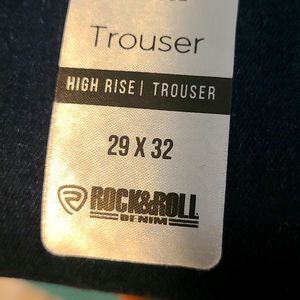 Trouser
HIGH RISE | TROUSER
29 X 32
ROCK&ROLL
DENIM